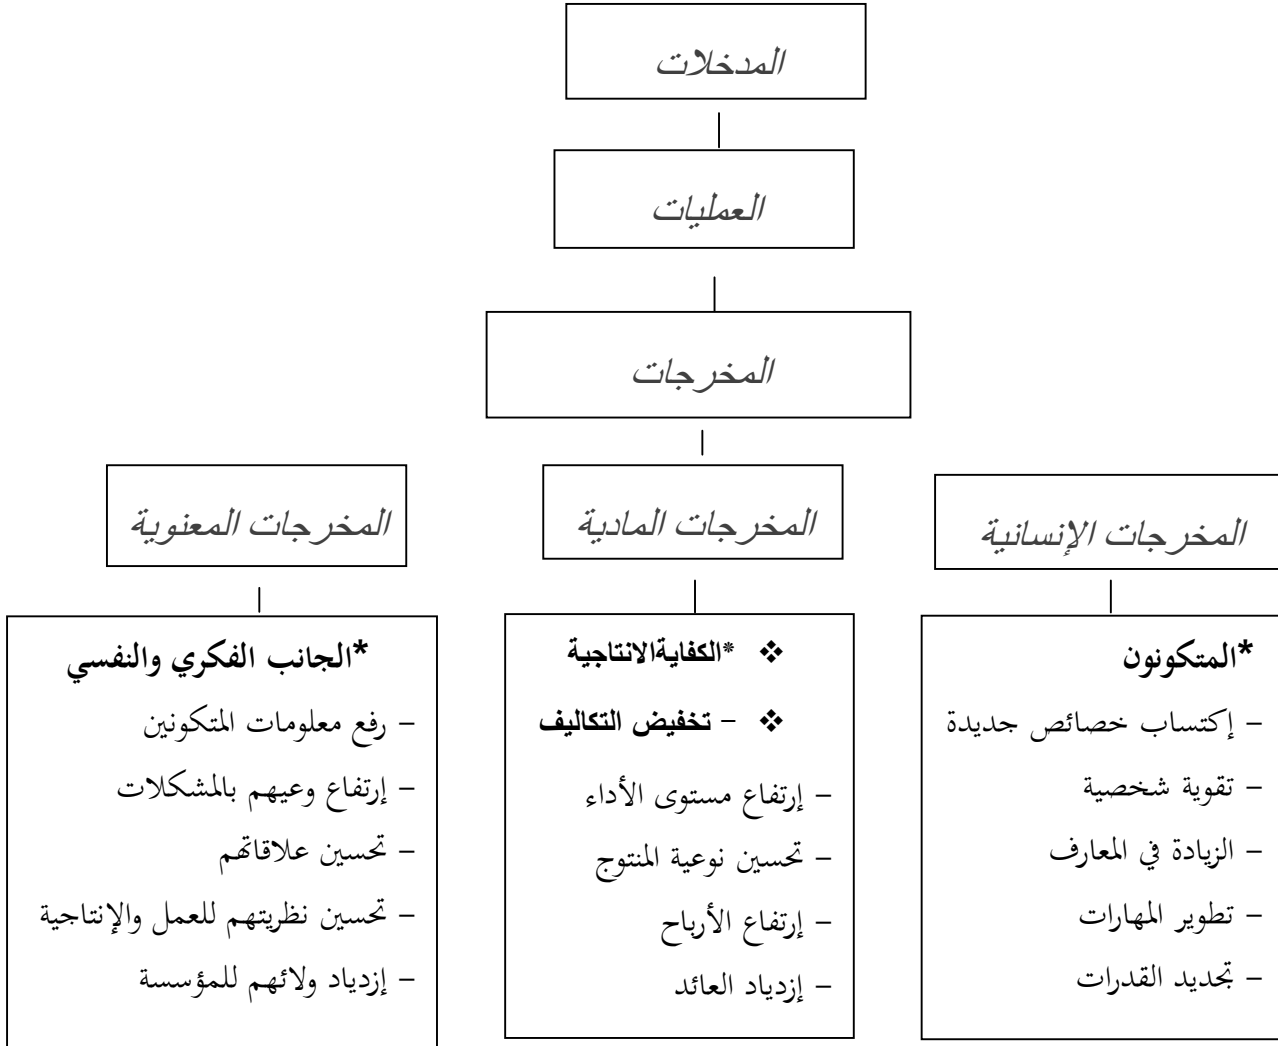 المدخلات
العمليات
المخرجات
المخرجات الإنسانية
المخرجات المادية
المخرجات المعنوية
*المتكونون
- إكتساب خصائص جديدة
- تقوية شخصية
- الزيادة في المعارف
- تطوير المهارات
- تجديد القدرات
❖ *الكفايةالانتاجية
❖ - تخفيض التكاليف
- إرتفاع مستوى الأداء
- تحسين نوعية المنتوج
- إرتفاع الأرباح
- إزدياد العائد
*الجانب الفكري والنفسي
- رفع معلومات المتكونين
- إرتفاع وعيهم بالمشكلات
- تحسين علاقاتهم
- تحسين نظريتهم للعمل والإنتاجية
- إزدياد ولائهم للمؤسسة